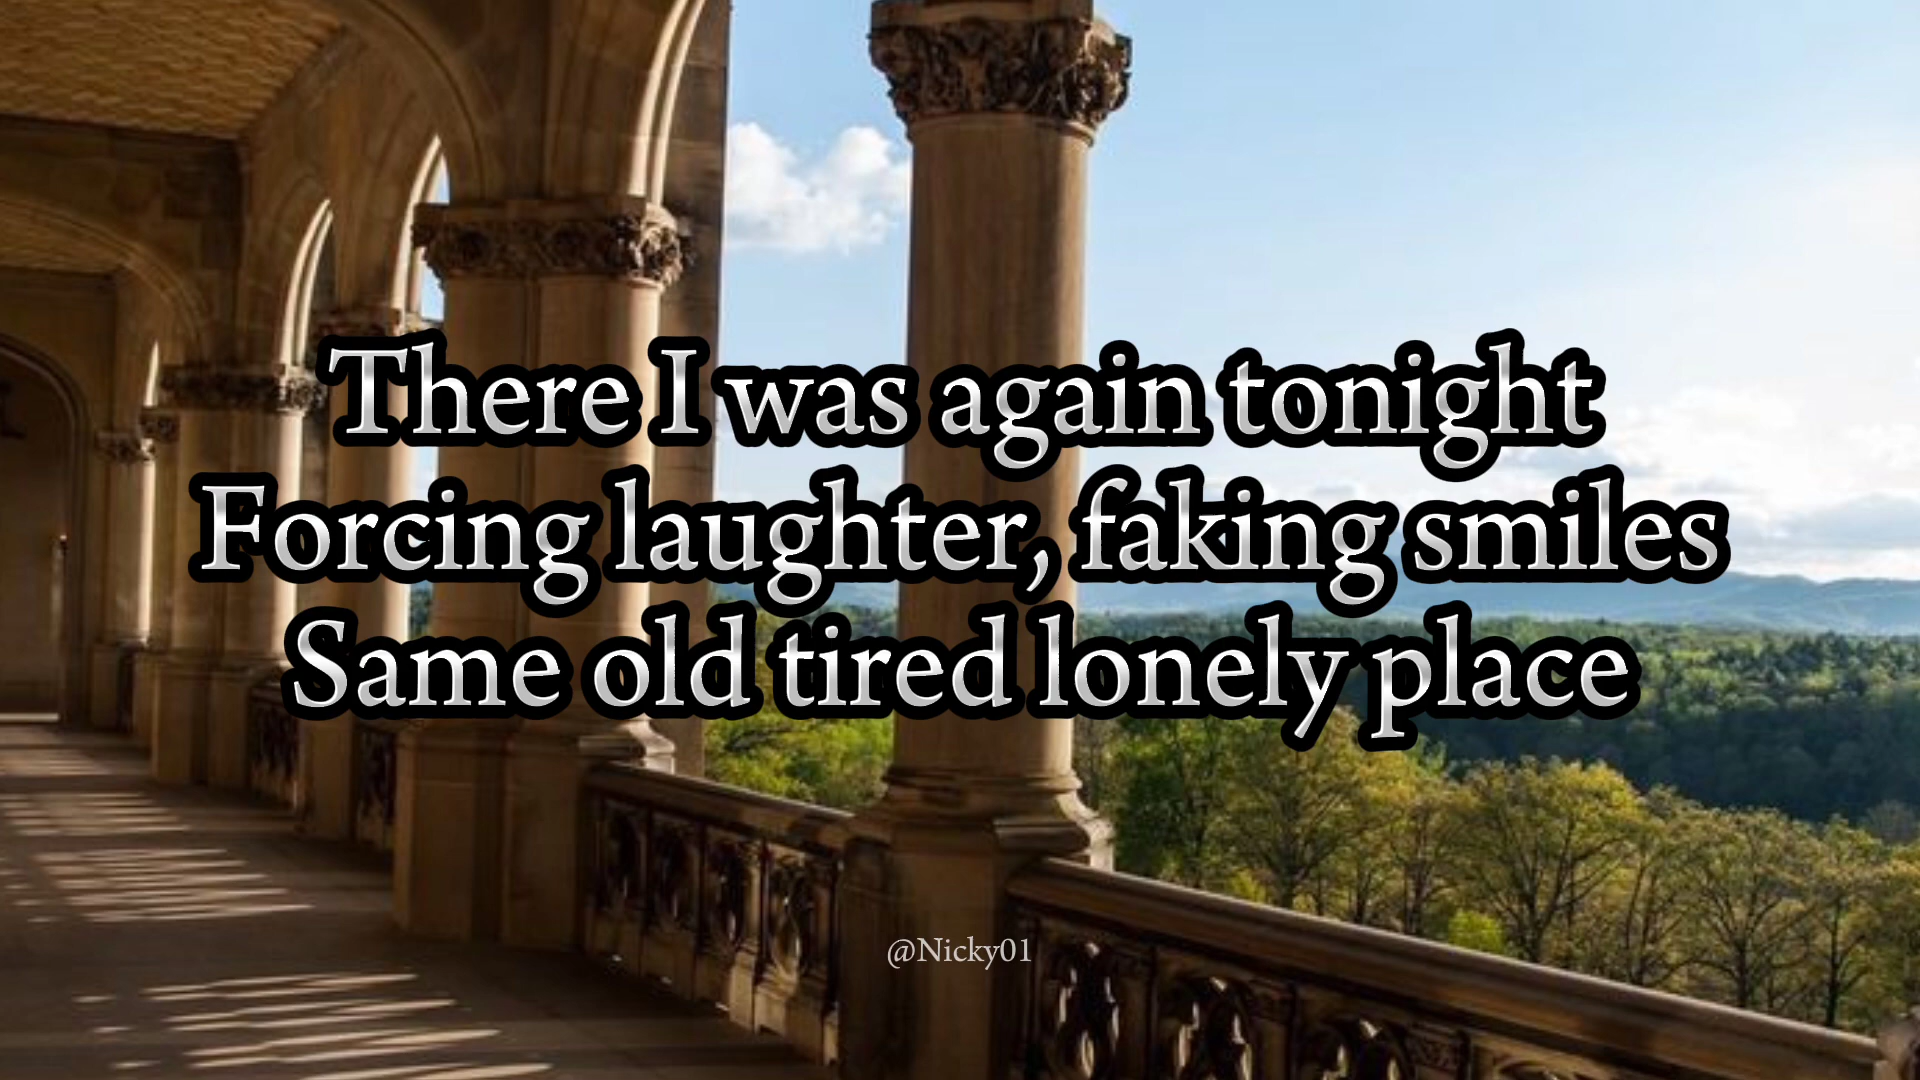 There I was again tonight
Forcing laughter, faking smiles
Same old tired lonely place
@Nicky01